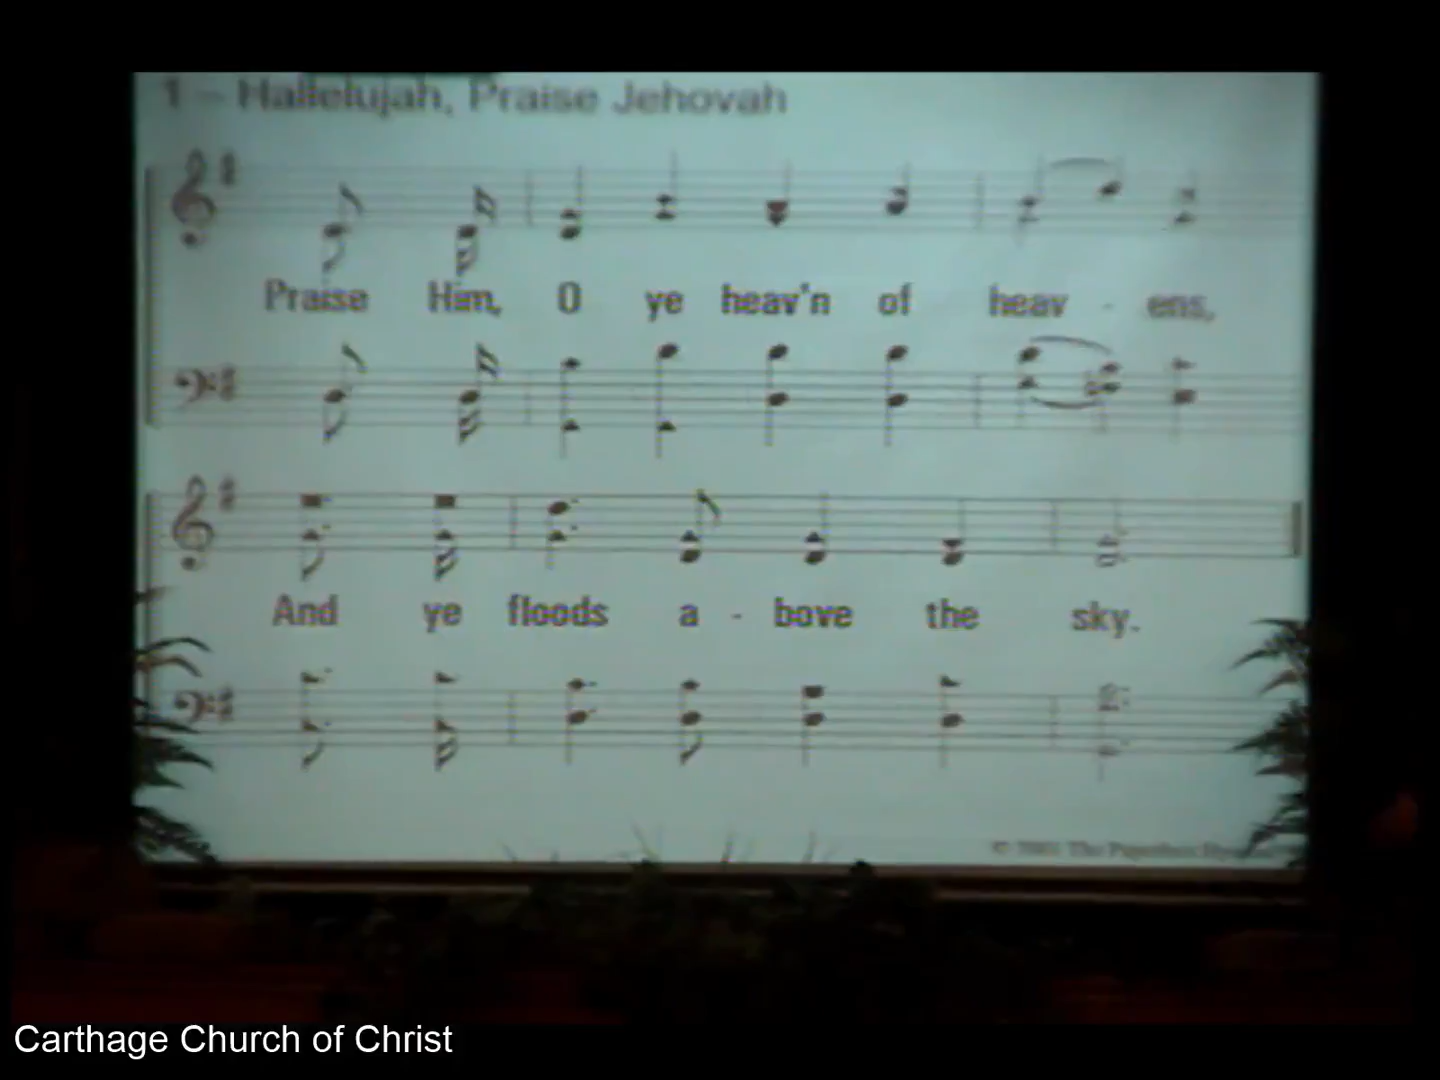 1 – Hallelujah, Praise Jehovah
Praise Him, O ye heav'n of heav - ens,
And ye floods a - bove the sky.
The
Carthage Church of Christ